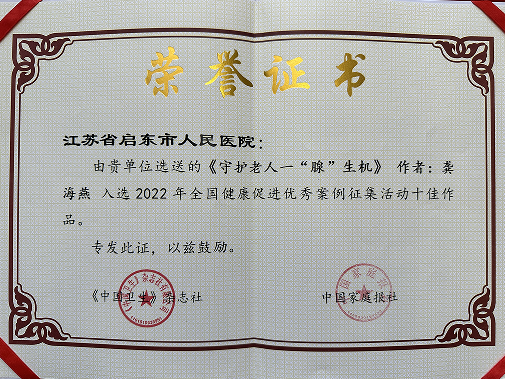 荣誉证书
江苏省启东市人民医院：
由贵单位选送的《守护老人一“腺”生机》 作者：龚
海燕 入选 2022 年全国健康促进优秀案例征集活动十佳作
品。
专发此证，以兹鼓励。
《中国卫生》杂志社
中国家庭报社